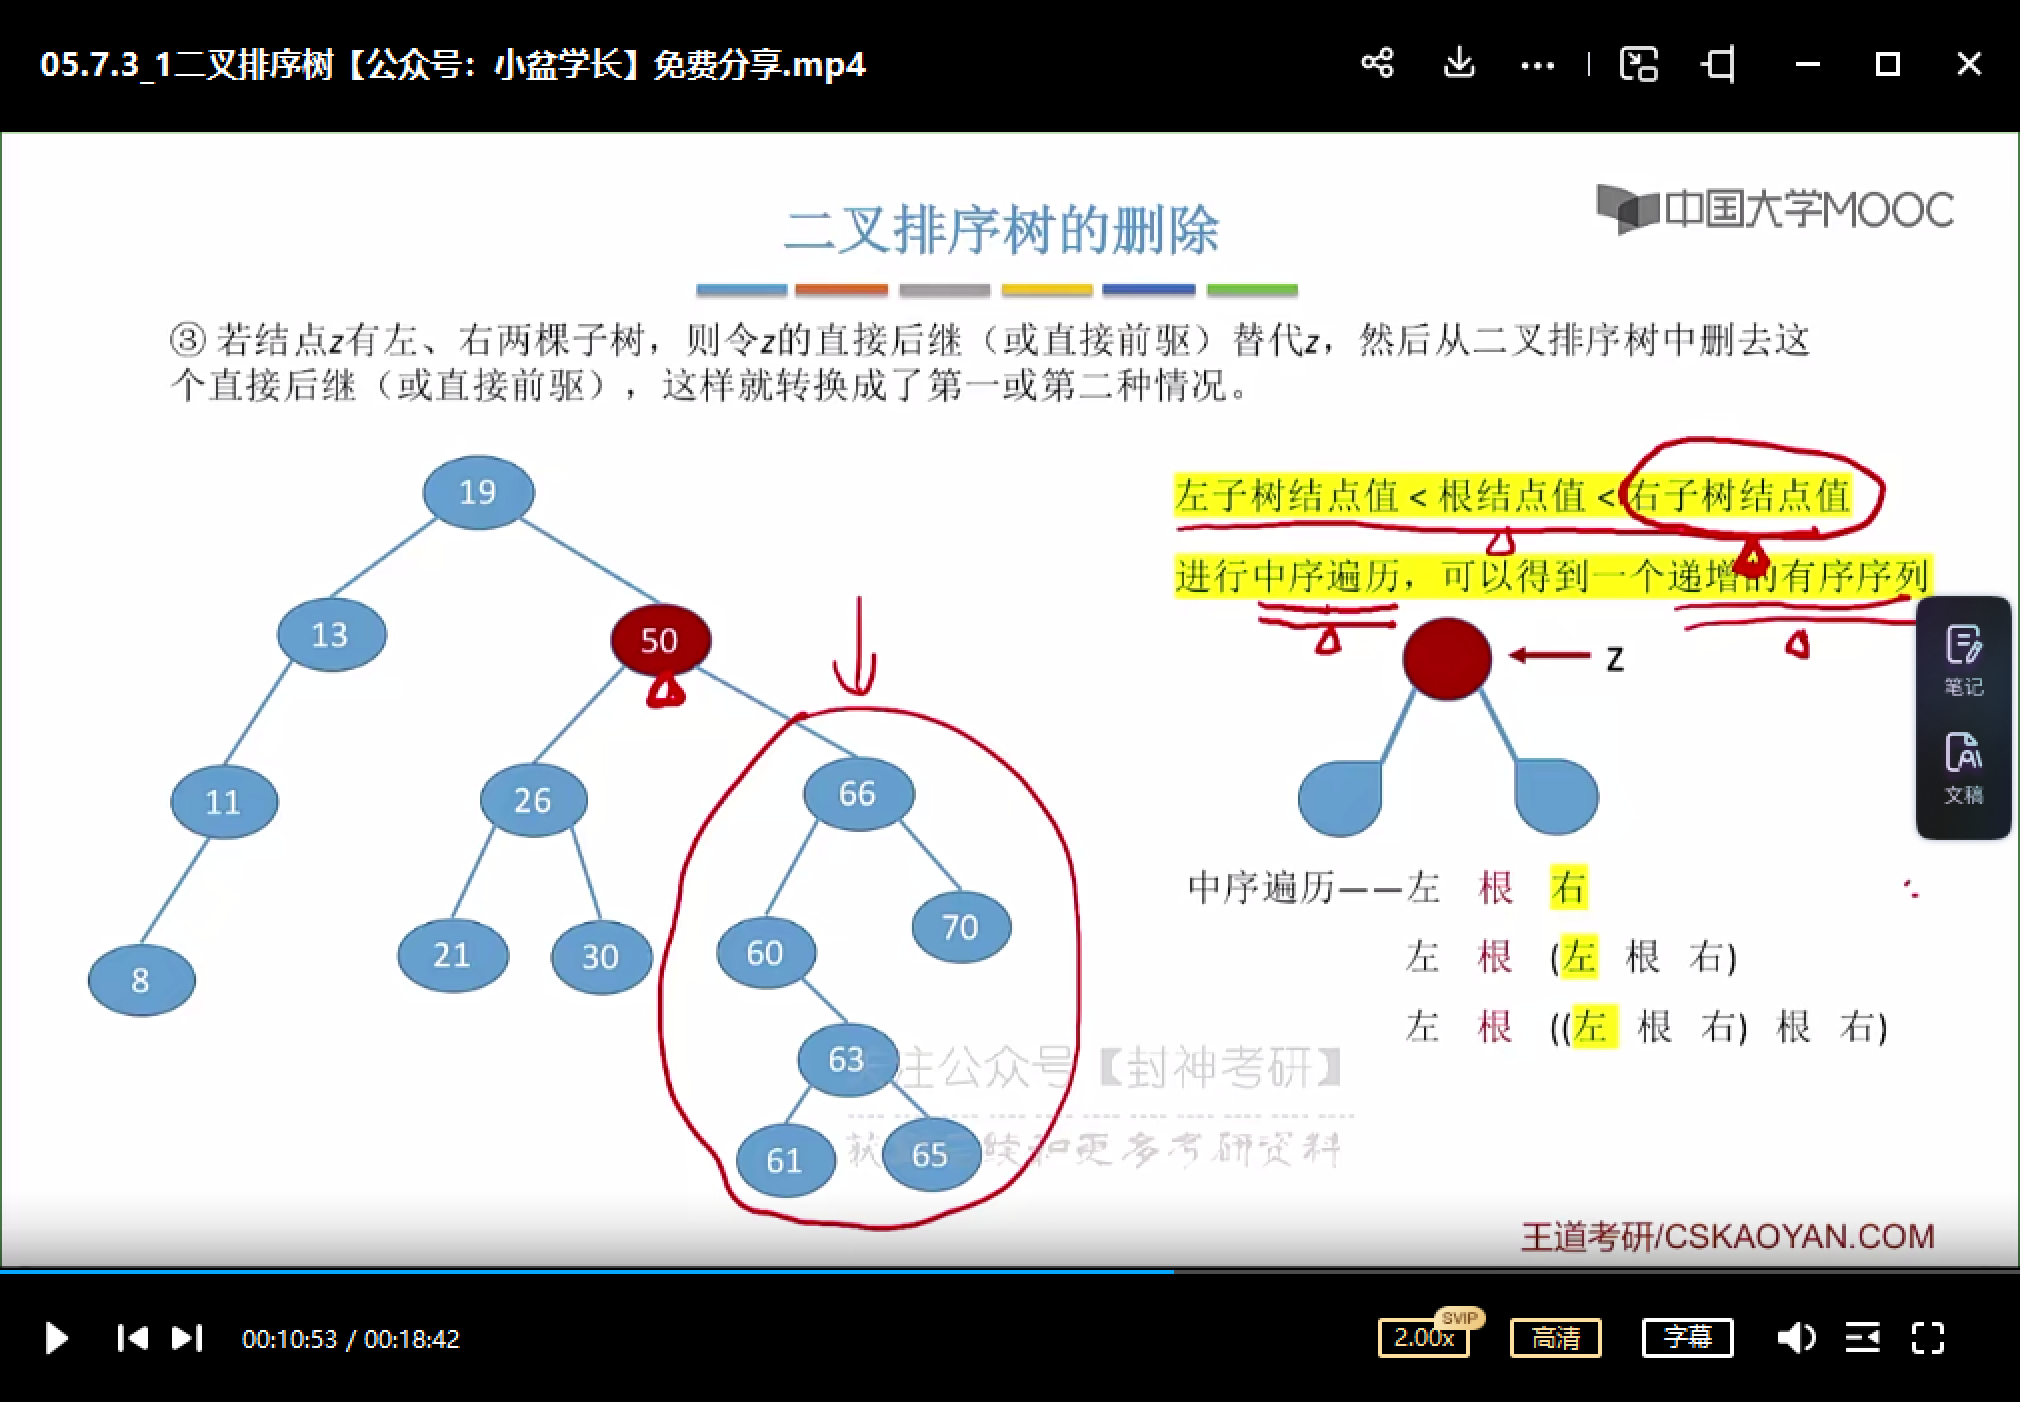 05.7.3_1二叉排序树【公众号：小盆学长】免费分享.mp4
中国大学MOOC
二叉排序树的删除
③ 若结点z有左、右两棵子树，则令z的直接后继（或直接前驱）替代z，然后从二叉排序树中删去这
个直接后继（或直接前驱），这样就转换成了第一或第二种情况。
19
13
50
11
26
66
8
21
30
60
70
63
61
65
左子树结点值 < 根结点值 < 右子树结点值
进行中序遍历，可以得到一个递增的有序序列
z
中序遍历——左 根 右
左 根 (左 根 右)
左 根 ((左 根 右) 根 右)
注公众号【封神考研】
获 和更多考研资料
王道考研/CSKAOYAN.COM
笔记
文稿
00:10:53 / 00:18:42
2.00x
SVIP
高清
字幕